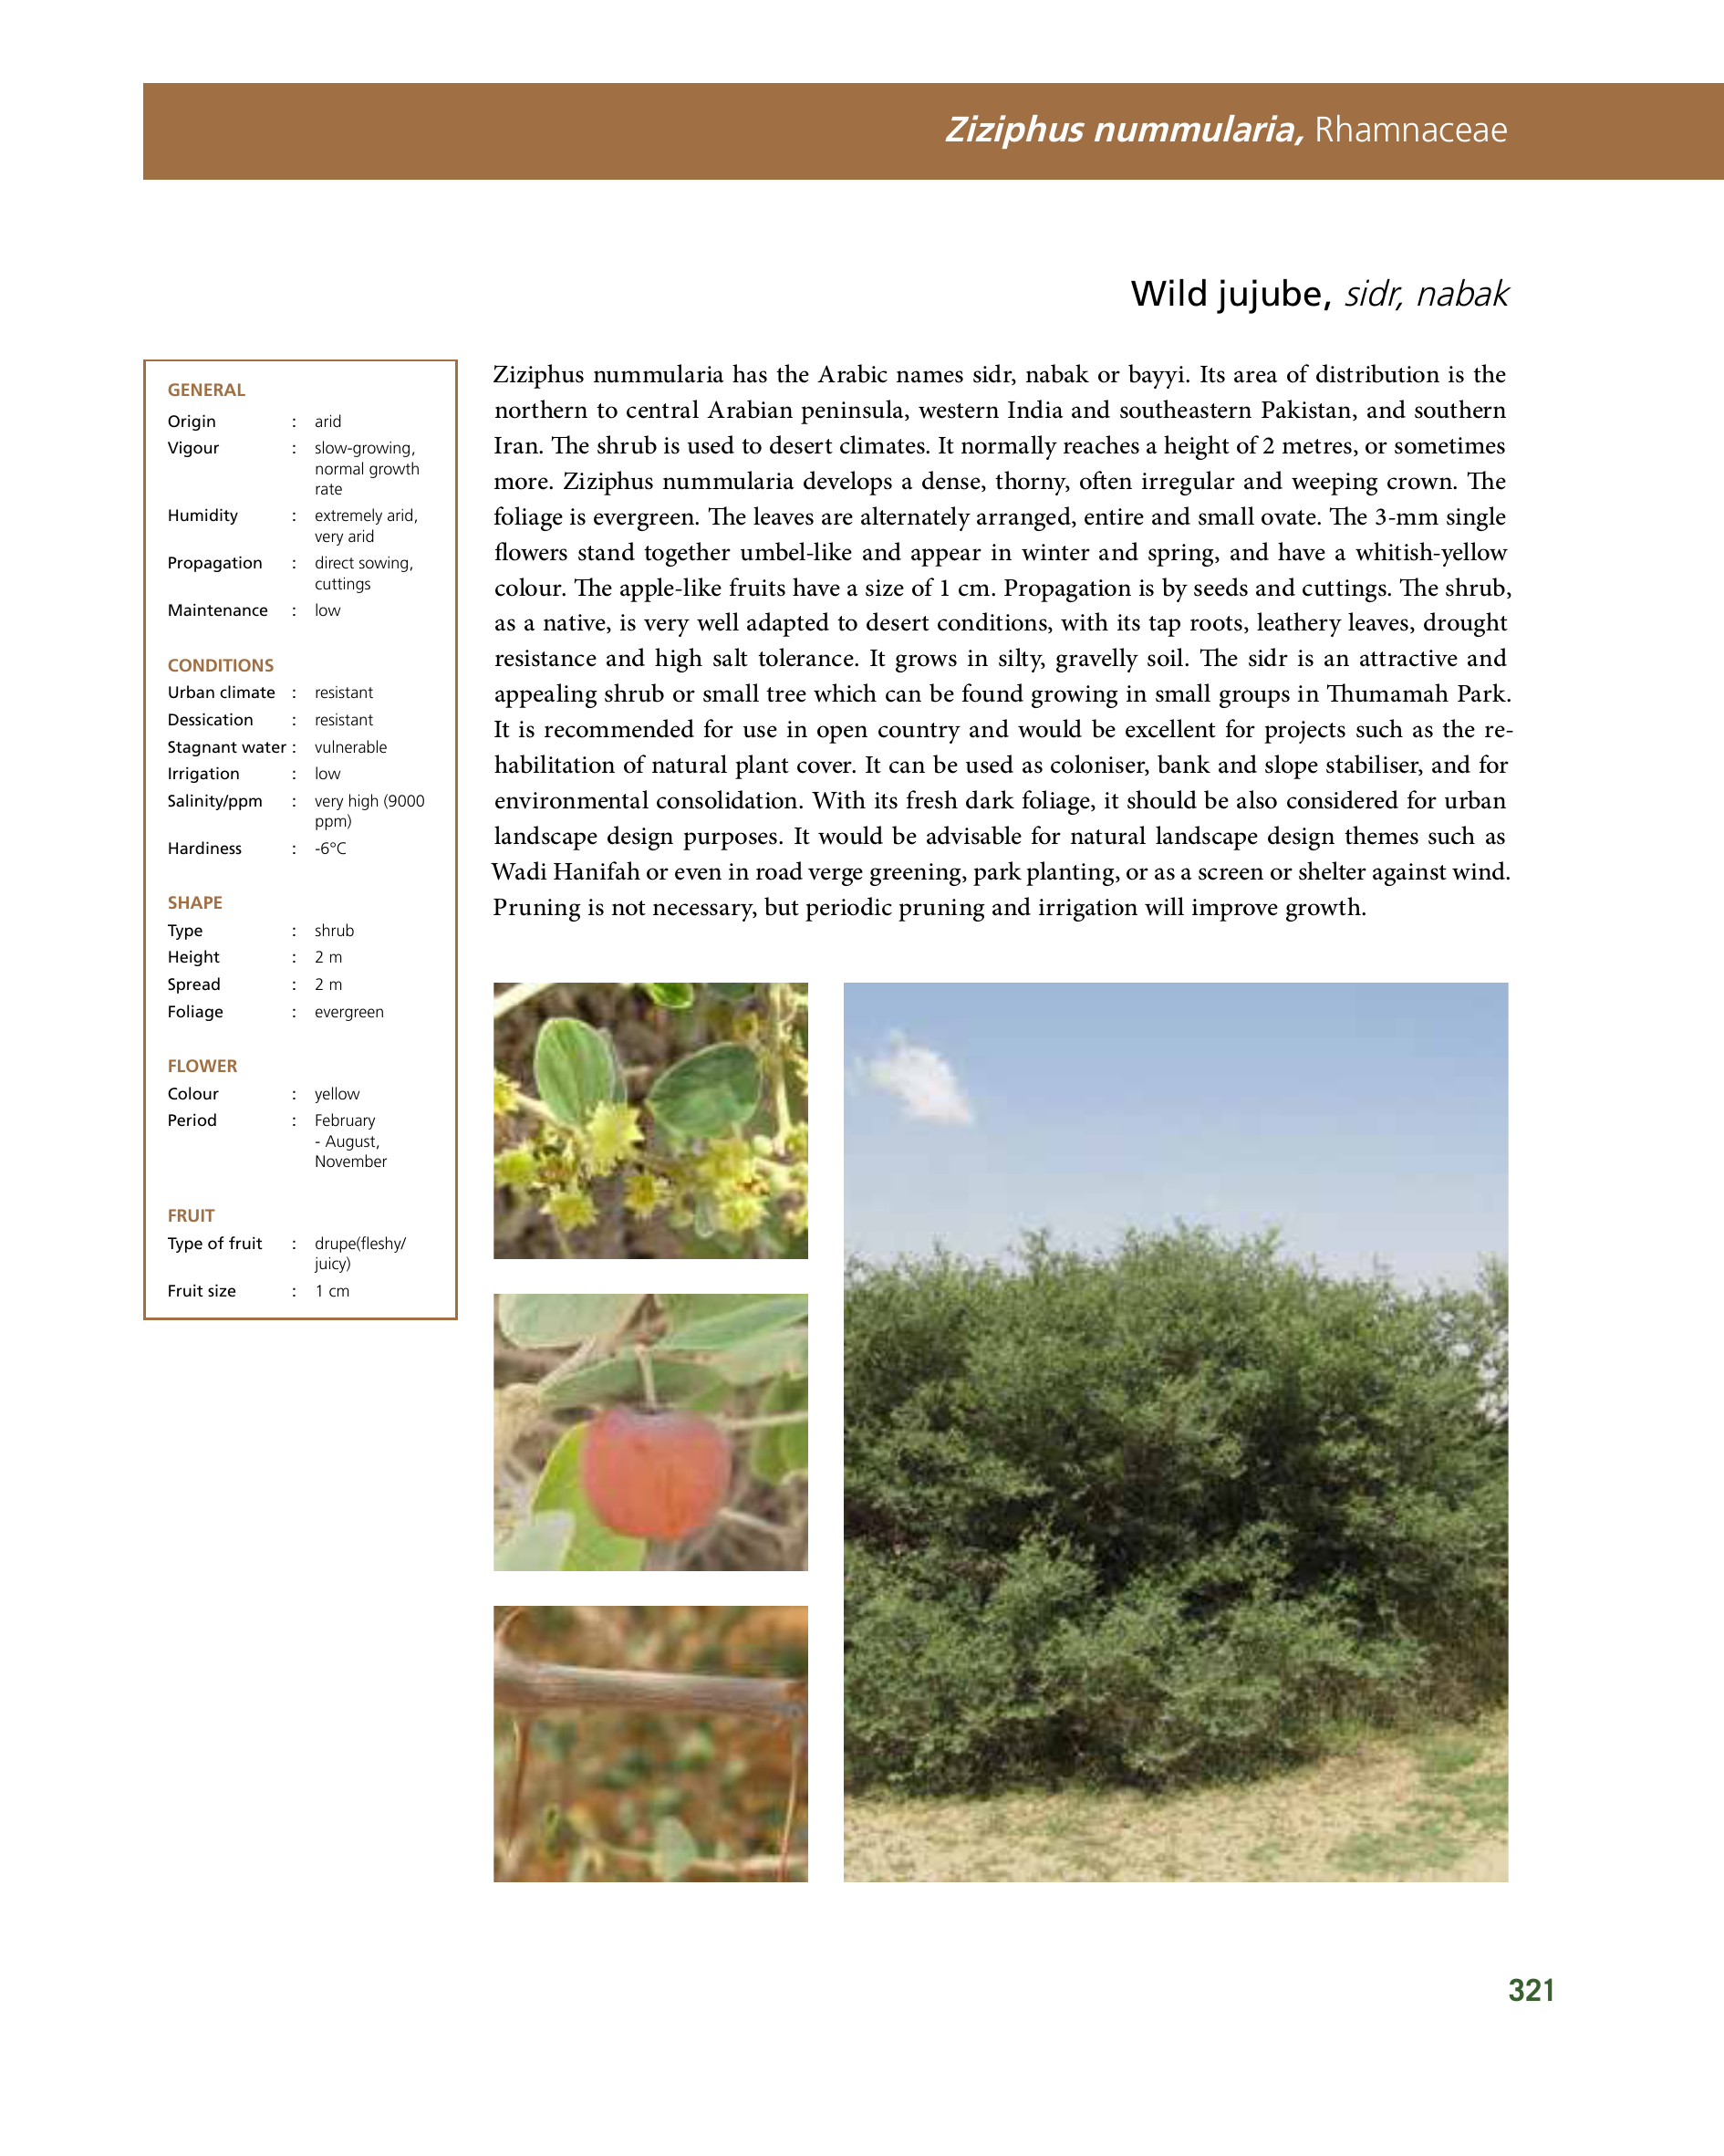 Ziziphus nummularia, Rhamnaceae
Wild jujube, sidr, nabak
GENERAL
Origin : arid
Vigour : slow-growing,
normal growth
rate
Humidity : extremely arid,
very arid
Propagation : direct sowing,
cuttings
Maintenance : low
CONDITIONS
Urban climate : resistant
Dessication : resistant
Stagnant water : vulnerable
Irrigation : low
Salinity/ppm : very high (9000
ppm)
Hardiness : -6°C
SHAPE
Type : shrub
Height : 2 m
Spread : 2 m
Foliage : evergreen
FLOWER
Colour : yellow
Period : February
- August,
November
FRUIT
Type of fruit : drupe(fleshy/
juicy)
Fruit size : 1 cm
Ziziphus nummularia has the Arabic names sidr, nabak or bayyi. Its area of distribution is the
northern to central Arabian peninsula, western India and southeastern Pakistan, and southern
Iran. The shrub is used to desert climates. It normally reaches a height of 2 metres, or sometimes
more. Ziziphus nummularia develops a dense, thorny, often irregular and weeping crown. The
foliage is evergreen. The leaves are alternately arranged, entire and small ovate. The 3-mm single
flowers stand together umbel-like and appear in winter and spring, and have a whitish-yellow
colour. The apple-like fruits have a size of 1 cm. Propagation is by seeds and cuttings. The shrub,
as a native, is very well adapted to desert conditions, with its tap roots, leathery leaves, drought
resistance and high salt tolerance. It grows in silty, gravelly soil. The sidr is an attractive and
appealing shrub or small tree which can be found growing in small groups in Thumamah Park.
It is recommended for use in open country and would be excellent for projects such as the re-
habilitation of natural plant cover. It can be used as coloniser, bank and slope stabiliser, and for
environmental consolidation. With its fresh dark foliage, it should be also considered for urban
landscape design purposes. It would be advisable for natural landscape design themes such as
Wadi Hanifah or even in road verge greening, park planting, or as a screen or shelter against wind.
Pruning is not necessary, but periodic pruning and irrigation will improve growth.
321